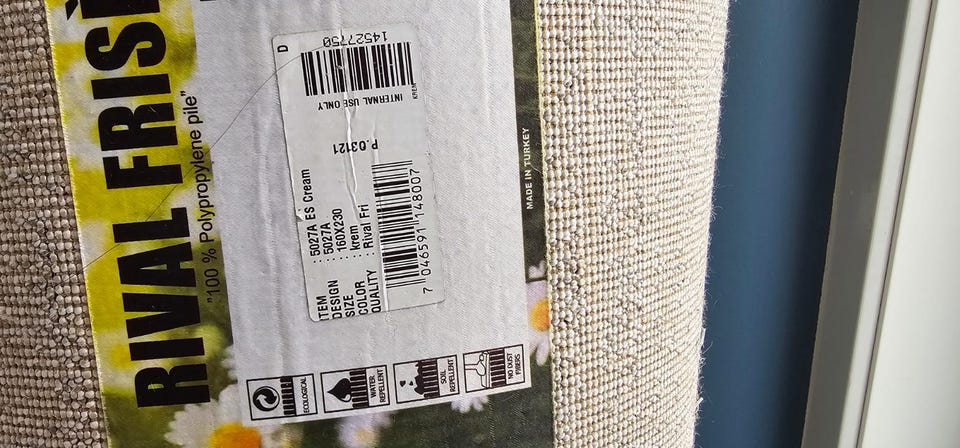 RIVAL FRISÈ
"100 % Polypropylene pile"
D
14527750
INTERNAL USE ONLY
KREM
P.03121
ITEM : 5027A ES Cream
DESIGN : 5027A
SIZE : 160X230
COLOR : krem
QUALITY : Rival Fri
7 046591 148007
MADE IN TURKEY
ECOLOGICAL
WATER REPELLENT
SOIL REPELLENT
NO DUST FIBERS